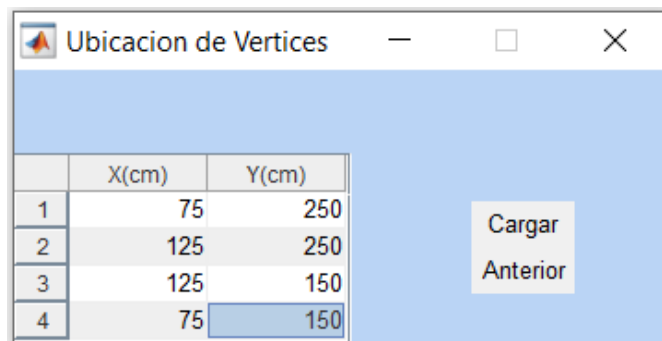 Ubicacion de Vertices
X(cm) Y(cm)
1 75 250
2 125 250
3 125 150
4 75 150
Cargar
Anterior